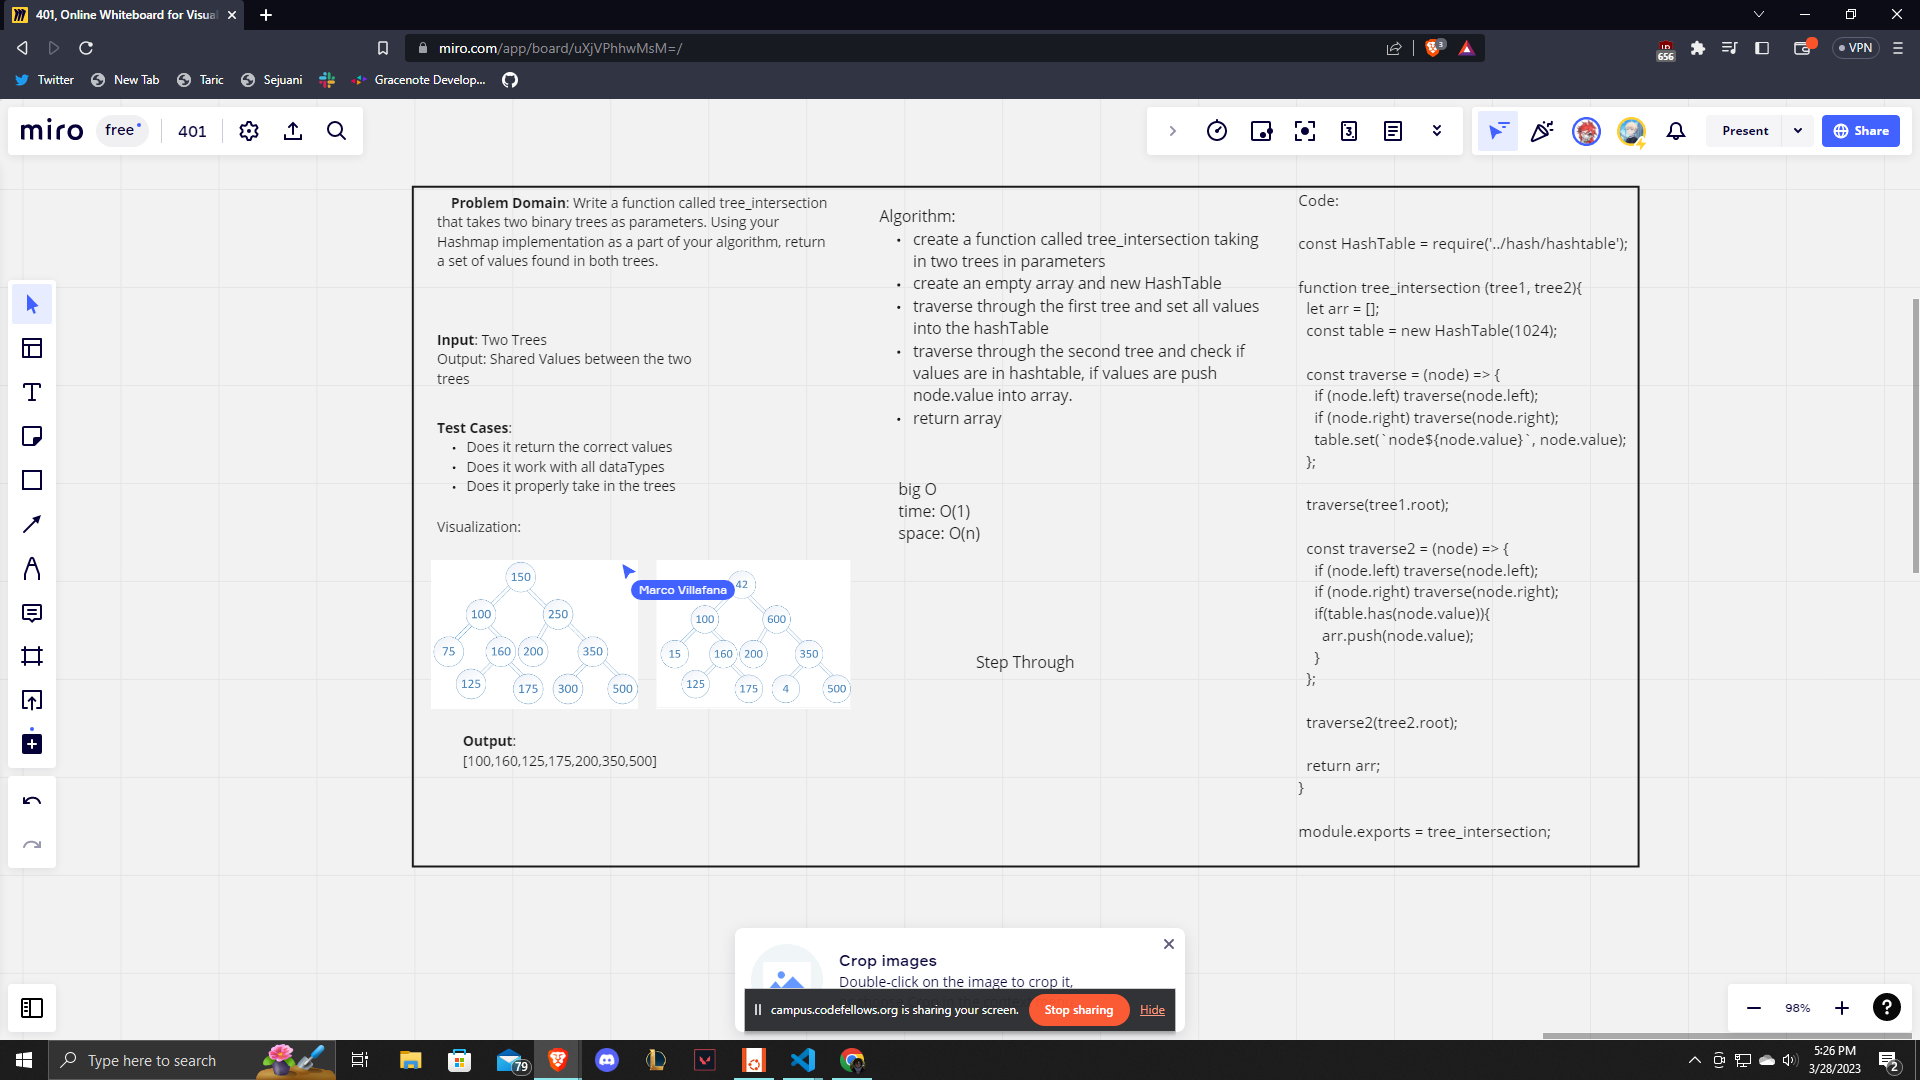 401, Online Whiteboard for Visual
miro.com/app/board/uXjVPhhwMsM=/
3
656
VPN
Twitter
New Tab
Taric
Sejuani
Gracenote Develop...
miro
free
401
3
Present
Share
Problem Domain: Write a function called tree_intersection
that takes two binary trees as parameters. Using your
Hashmap implementation as a part of your algorithm, return
a set of values found in both trees.
Input: Two Trees
Output: Shared Values between the two
trees
Test Cases:
• Does it return the correct values
• Does it work with all dataTypes
• Does it properly take in the trees
Visualization:
150
100 250
75 160 200 350
125 175 300 500
Marco Villafana
42
100 600
15 160 200 350
125 175 4 500
Output:
[100,160,125,175,200,350,500]
Algorithm:
• create a function called tree_intersection taking
in two trees in parameters
• create an empty array and new HashTable
• traverse through the first tree and set all values
into the hashTable
• traverse through the second tree and check if
values are in hashtable, if values are push
node.value into array.
• return array
big O
time: O(1)
space: O(n)
Step Through
Code:
const HashTable = require('../hash/hashtable');
function tree_intersection (tree1, tree2){
let arr = [];
const table = new HashTable(1024);
const traverse = (node) => {
if (node.left) traverse(node.left);
if (node.right) traverse(node.right);
table.set(`node${node.value}`, node.value);
};
traverse(tree1.root);
const traverse2 = (node) => {
if (node.left) traverse(node.left);
if (node.right) traverse(node.right);
if(table.has(node.value)){
arr.push(node.value);
}
};
traverse2(tree2.root);
return arr;
}
module.exports = tree_intersection;
Crop images
Double-click on the image to crop it,
campus.codefellows.org is sharing your screen.
Stop sharing
Hide
98%
?
Type here to search
79
5:26 PM
3/28/2023
2